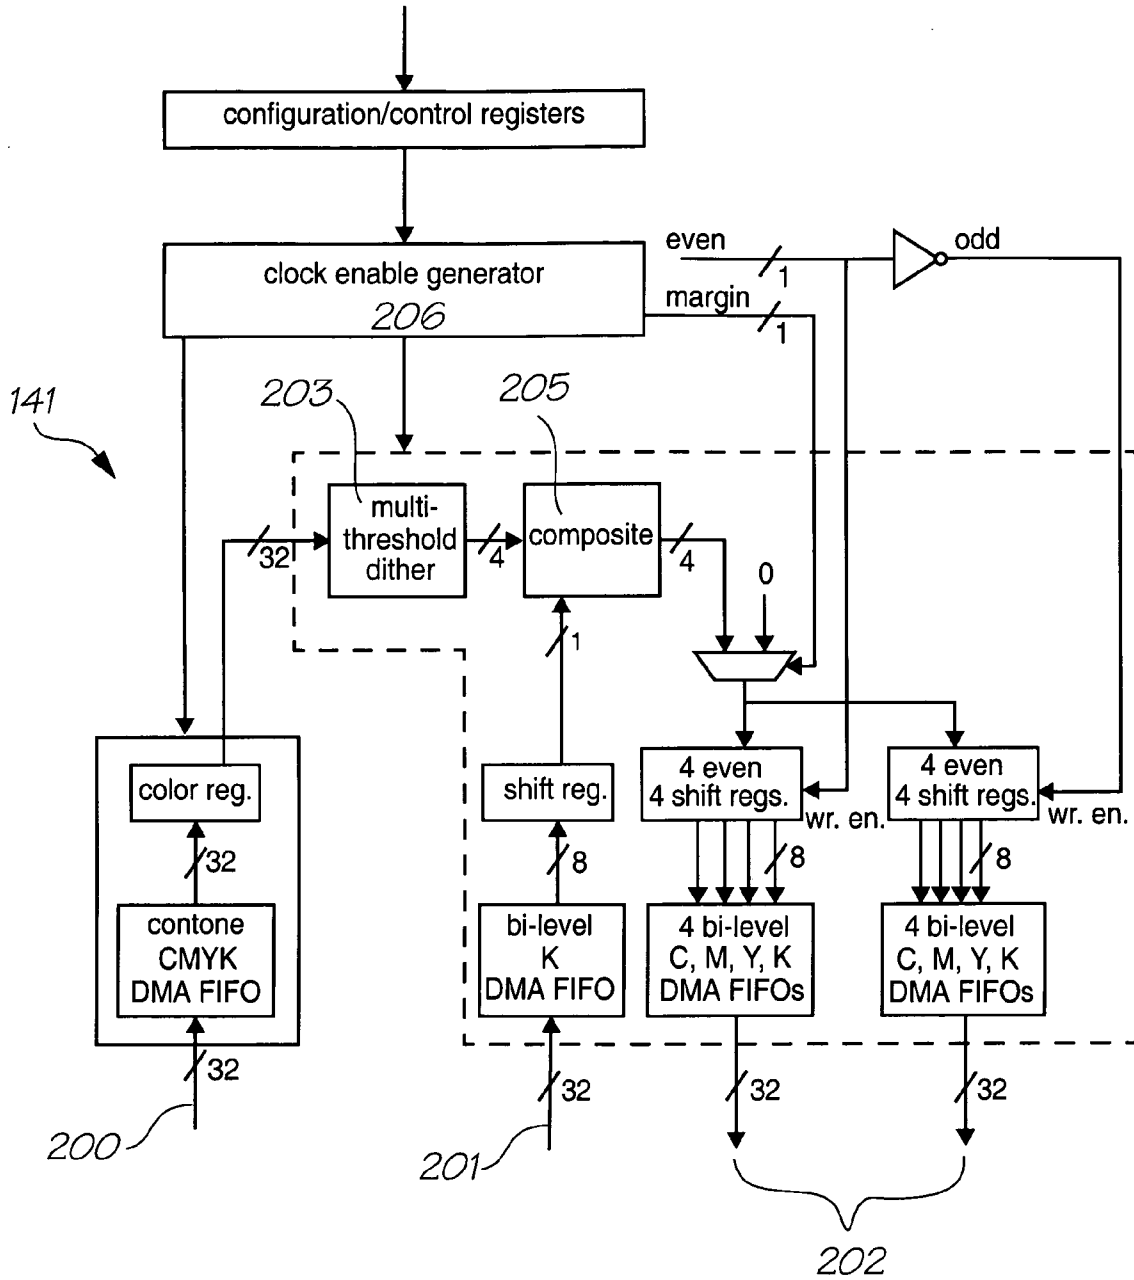 configuration/control registers
clock enable generator
206
even
1
odd
margin
1
141
203
205
multi-
threshold
dither
32
4
composite
4
0
1
color reg.
32
contone
CMYK
DMA FIFO
32
200
shift reg.
8
bi-level
K
DMA FIFO
32
201
4 even
4 shift regs.
wr. en.
8
4 bi-level
C, M, Y, K
DMA FIFOs
32
4 even
4 shift regs.
wr. en.
8
4 bi-level
C, M, Y, K
DMA FIFOs
32
202